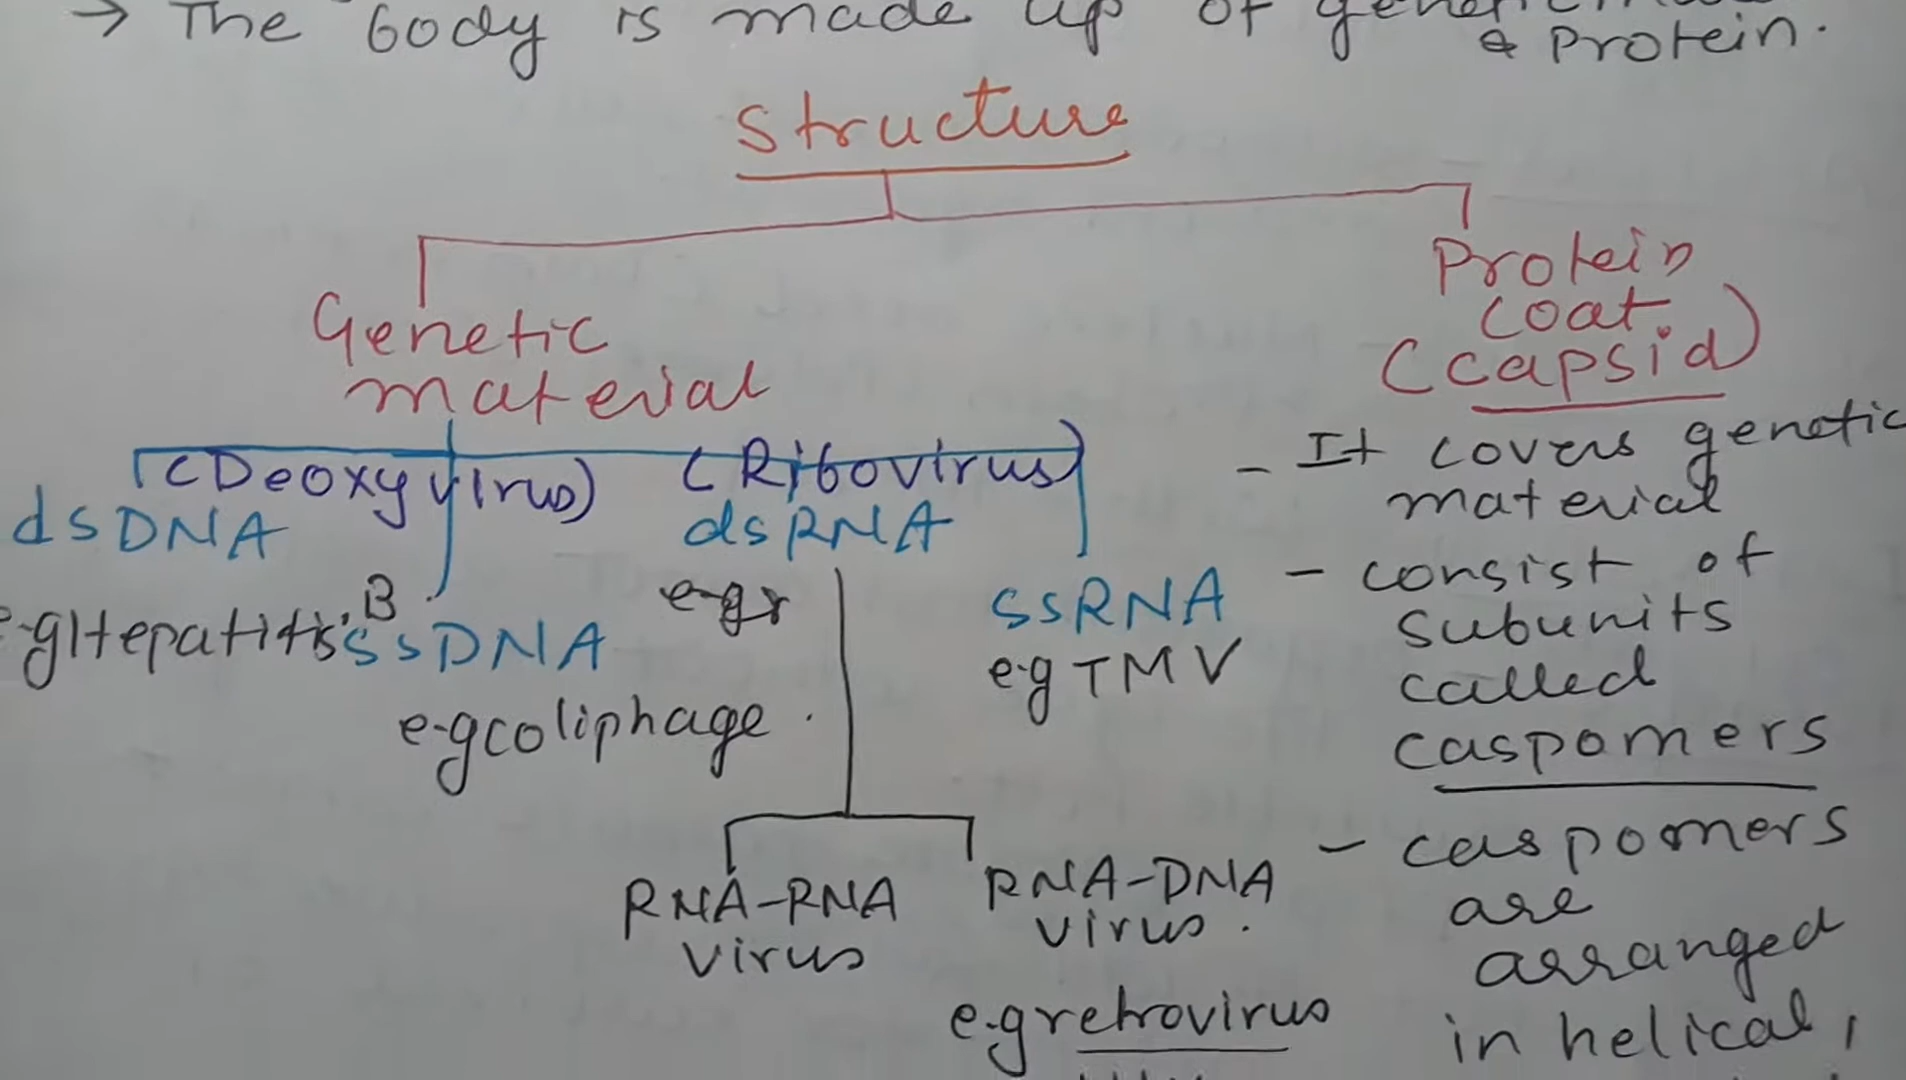 → The body is made up of genetic
& Protein.
Structure
Genetic
material
Protein
coat.
(capsid)
(Deoxyvirus) (Ribovirus)
dsDNA
e-g Hepatitis B
ssDNA
e-g coliphage.
dsRNA
ssRNA
e-g TMV
RNA-RNA
virus
RNA-DNA
virus.
e-g retrovirus
- It covers genetic
material
- consist of
subunits
called
caspomers
- caspomers
are
arranged
in helical,